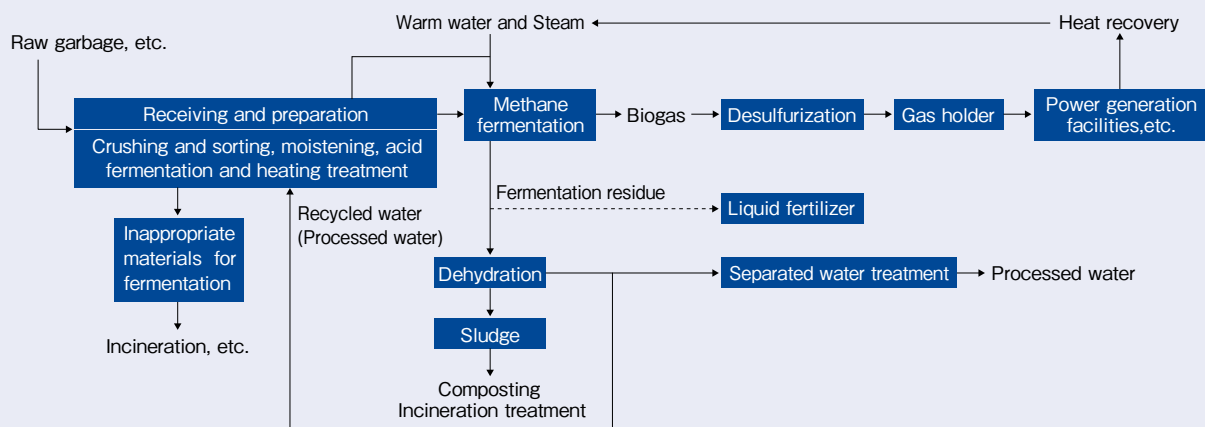 Warm water and Steam
Heat recovery
Raw garbage, etc.
Receiving and preparation
Crushing and sorting, moistening, acid
fermentation and heating treatment
Methane
fermentation
Biogas
Desulfurization
Gas holder
Power generation
facilities,etc.
Fermentation residue
Liquid fertilizer
Recycled water
(Processed water)
Inappropriate
materials for
fermentation
Dehydration
Separated water treatment
Processed water
Incineration, etc.
Sludge
Composting
Incineration treatment